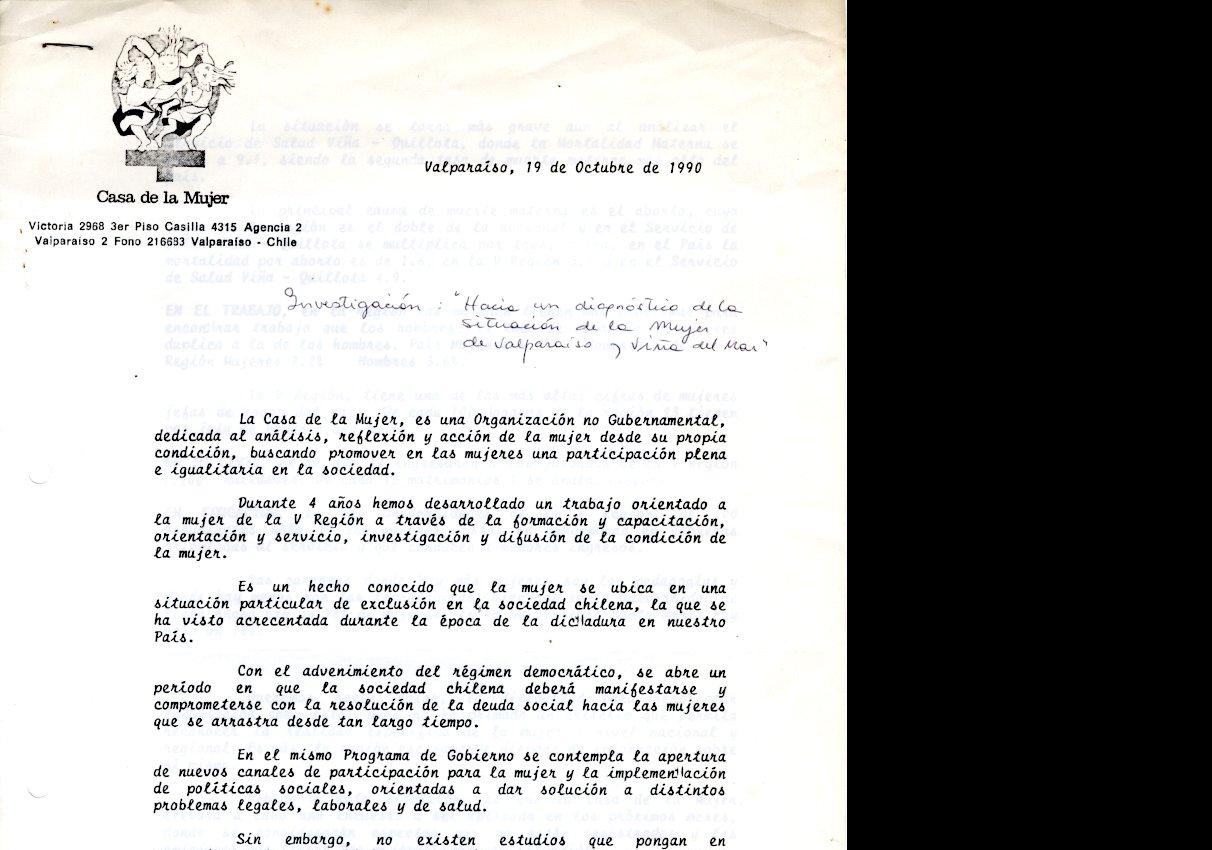 Casa de la Mujer
Victoria 2968 3er Piso Casilla 4315 Agencia 2
Valparaíso 2 Fono 216693 Valparaíso - Chile
Valparaíso, 19 de Octubre de 1990
Investigación : "Hacia un diagnóstico de la
situación de la Mujer
de Valparaíso y Viña del Mar"
La Casa de la Mujer, es una Organización no Gubernamental,
dedicada al análisis, reflexión y acción de la mujer desde su propia
condición, buscando promover en las mujeres una participación plena
e igualitaria en la sociedad.
Durante 4 años hemos desarrollado un trabajo orientado a
la mujer de la V Región a través de la formación y capacitación,
orientación y servicio, investigación y difusión de la condición de
la mujer.
Es un hecho conocido que la mujer se ubica en una
situación particular de exclusión en la sociedad chilena, la que se
ha visto acrecentada durante la época de la dictadura en nuestro
País.
Con el advenimiento del régimen democrático, se abre un
período en que la sociedad chilena deberá manifestarse y
comprometerse con la resolución de la deuda social hacia las mujeres
que se arrastra desde tan largo tiempo.
En el mismo Programa de Gobierno se contempla la apertura
de nuevos canales de participación para la mujer y la implementación
de políticas sociales, orientadas a dar solución a distintos
problemas legales, laborales y de salud.
Sin embargo, no existen estudios que pongan en